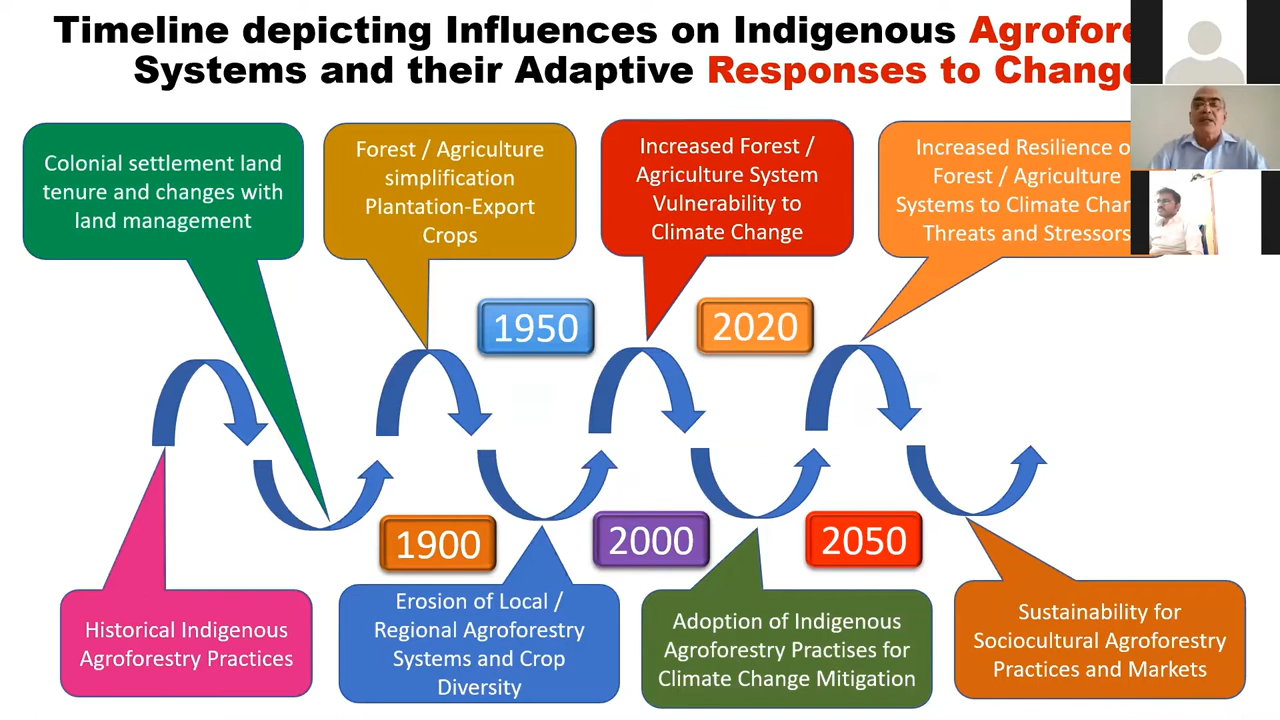 Timeline depicting Influences on Indigenous
Systems and their Adaptive Responses to
Colonial settlement land
tenure and changes with
land management
Forest / Agriculture
simplification
Plantation-Export
Crops
Increased Forest /
Agriculture System
Vulnerability to
Climate Change
Increased Resilience
Forest / Agriculture
Systems to Climate
Threats and Stressors
1950
2020
1900
2000
2050
Historical Indigenous
Agroforestry Practices
Erosion of Local /
Regional Agroforestry
Systems and Crop
Diversity
Adoption of Indigenous
Agroforestry Practises for
Climate Change Mitigation
Sustainability for
Sociocultural Agroforestry
Practices and Markets